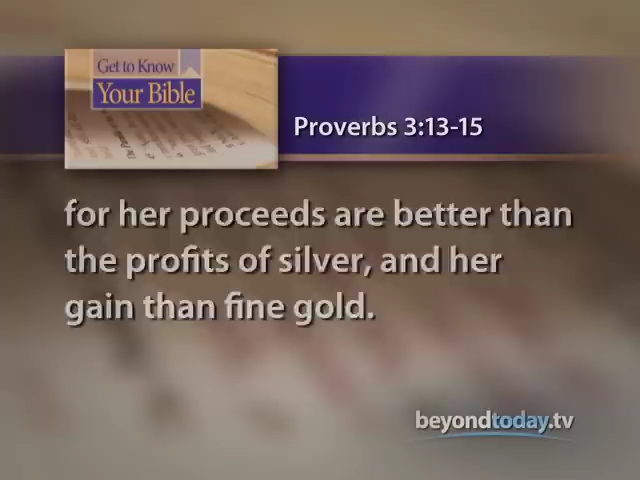 Get to Know
Your Bible
Proverbs 3:13-15
for her proceeds are better than
the profits of silver, and her
gain than fine gold.
beyondtoday.tv